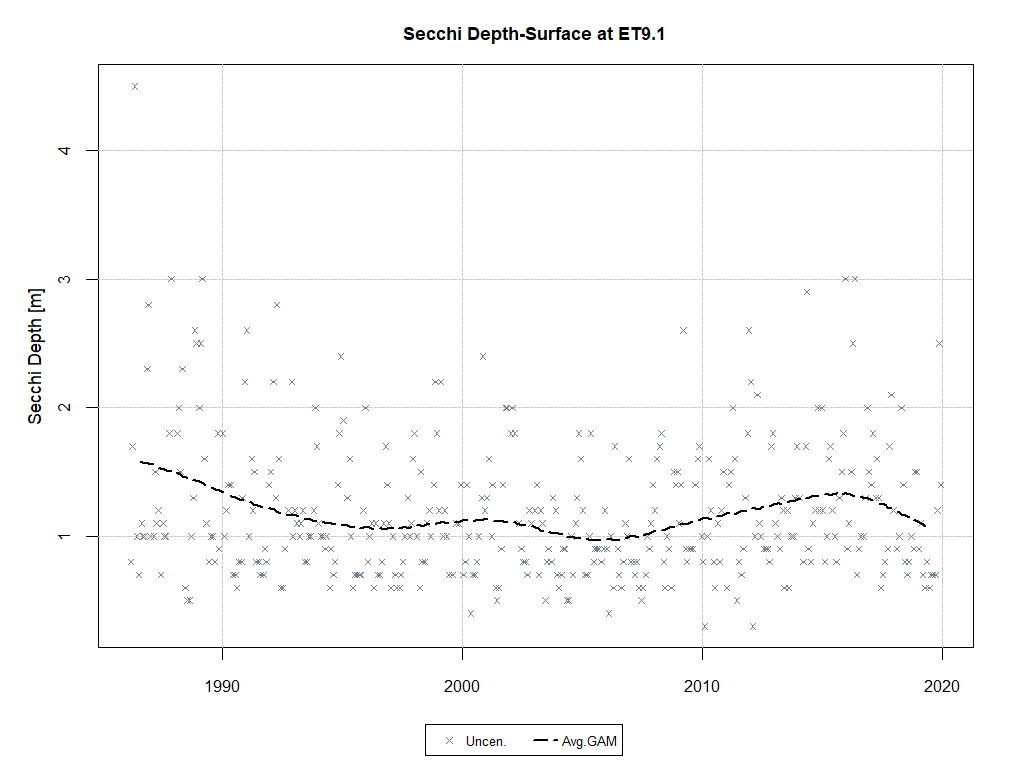 Secchi Depth-Surface at ET9.1
Secchi Depth [m]
4
3
2
1
1990 2000 2010 2020
Uncen. Avg.GAM